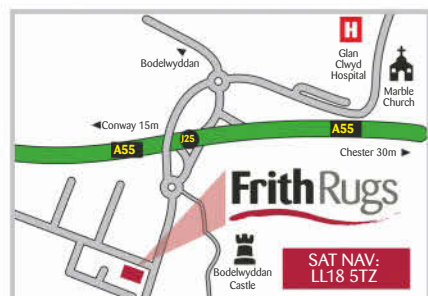 H
Glan
Clwyd
Hospital
Bodelwyddan
Marble
Church
Conway 15m
A55
J25
A55
Chester 30m
FrithRugs
Bodelwyddan
Castle
SAT NAV:
LL18 5TZ